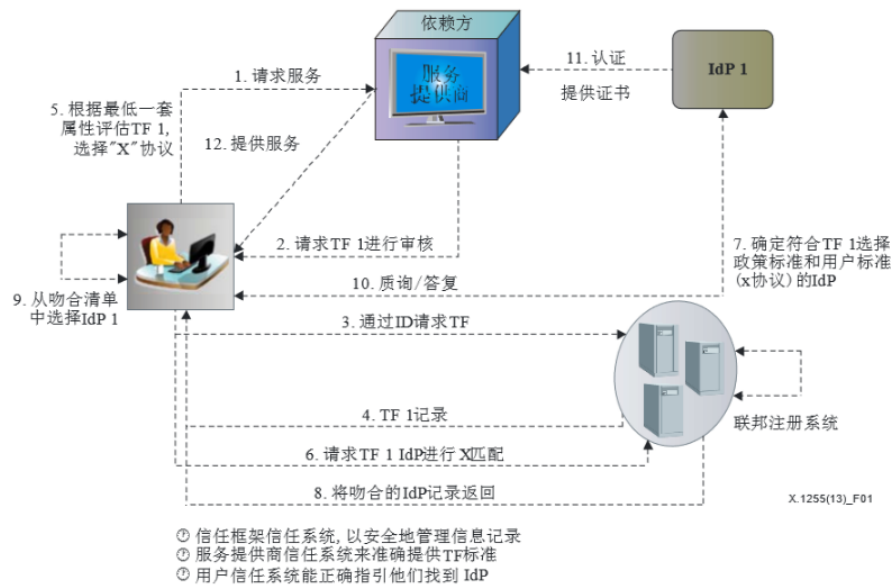 依赖方
服务
提供商
11. 认证
提供证书
IdP 1
1. 请求服务
5. 根据最低一套
属性评估TF 1,
选择"X"协议
12. 提供服务
2. 请求TF 1进行审核
7. 确定符合TF 1选择
政策标准和用户标准
(x协议) 的IdP
10. 质询/答复
9. 从吻合清单
中选择IdP 1
3. 通过ID请求TF
4. TF 1记录
联邦注册系统
6. 请求TF 1 IdP进行 X匹配
8. 将吻合的IdP记录返回
X.1255(13)_F01
信任框架信任系统, 以安全地管理信息记录
服务提供商信任系统来准确提供TF标准
用户信任系统能正确指引他们找到 IdP